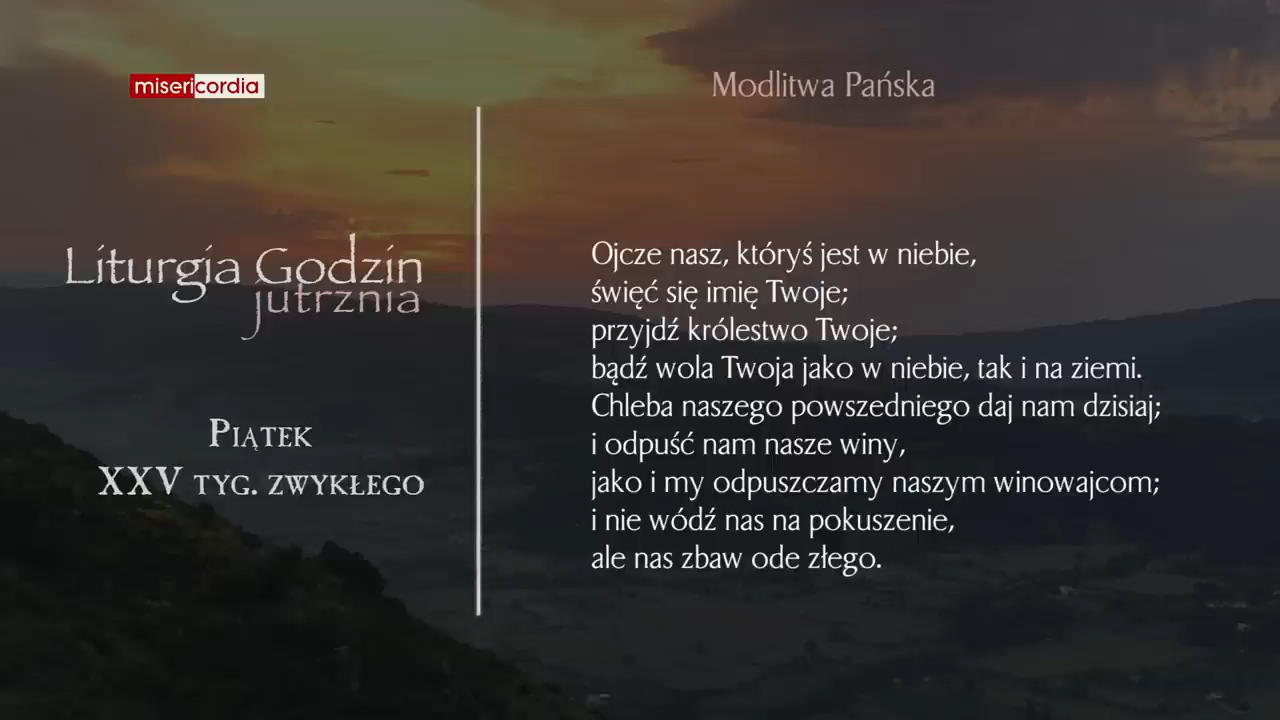 misericordia
Liturgia Godzin
jutrznia
Piątek
XXV tyg. zwykłego
Modlitwa Pańska
Ojcze nasz, któryś jest w niebie,
święć się imię Twoje;
przyjdź królestwo Twoje;
bądź wola Twoja jako w niebie, tak i na ziemi.
Chleba naszego powszedniego daj nam dzisiaj;
i odpuść nam nasze winy,
jako i my odpuszczamy naszym winowajcom;
i nie wódź nas na pokuszenie,
ale nas zbaw ode złego.